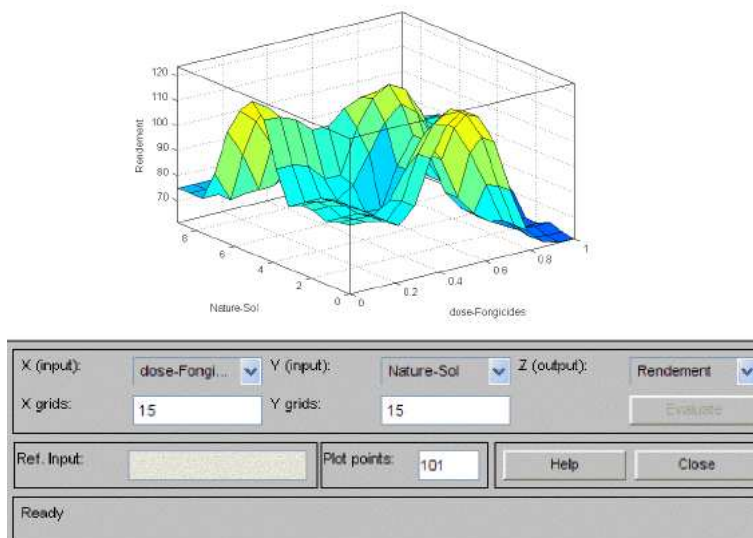 120
110
100
90
80
70
Rendement
8
6
4
2
0
Nature-Sol
0
0.2
0.4
0.6
0.8
1
dose-Fongicides
X (input): dose-Fongi... Y (input): Nature-Sol Z (output): Rendement
X grids: 15 Y grids: 15 Evaluate
Ref. Input: Plot points: 101 Help Close
Ready